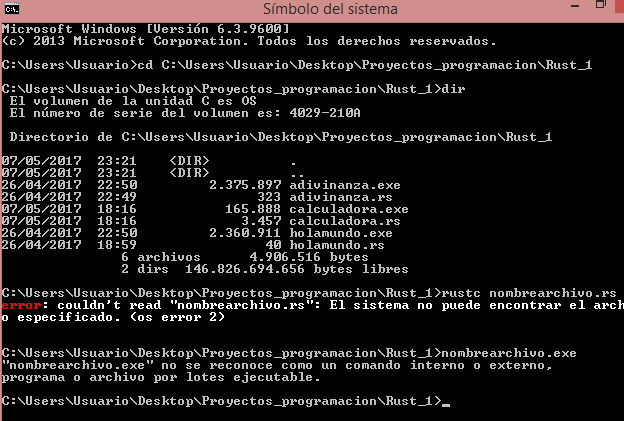 Símbolo del sistema
Microsoft Windows [Versión 6.3.9600]
(c) 2013 Microsoft Corporation. Todos los derechos reservados.
C:\Users\Usuario>cd C:\Users\Usuario\Desktop\Proyectos_programacion\Rust_1
C:\Users\Usuario\Desktop\Proyectos_programacion\Rust_1>dir
El volumen de la unidad C es OS
El número de serie del volumen es: 4029-210A
Directorio de C:\Users\Usuario\Desktop\Proyectos_programacion\Rust_1
07/05/2017  23:21    <DIR>          .
07/05/2017  23:21    <DIR>          ..
26/04/2017  22:50         2.375.897 adivinanza.exe
26/04/2017  22:49               323 adivinanza.rs
07/05/2017  18:16           165.888 calculadora.exe
07/05/2017  18:16             3.457 calculadora.rs
26/04/2017  22:50         2.360.911 holamundo.exe
26/04/2017  18:59                40 holamundo.rs
6 archivos      4.906.516 bytes
2 dirs  146.826.694.656 bytes libres
C:\Users\Usuario\Desktop\Proyectos_programacion\Rust_1>rustc nombrearchivo.rs
error: couldn't read "nombrearchivo.rs": El sistema no puede encontrar el arch
o especificado. (os error 2)
C:\Users\Usuario\Desktop\Proyectos_programacion\Rust_1>nombrearchivo.exe
"nombrearchivo.exe" no se reconoce como un comando interno o externo,
programa o archivo por lotes ejecutable.
C:\Users\Usuario\Desktop\Proyectos_programacion\Rust_1>_